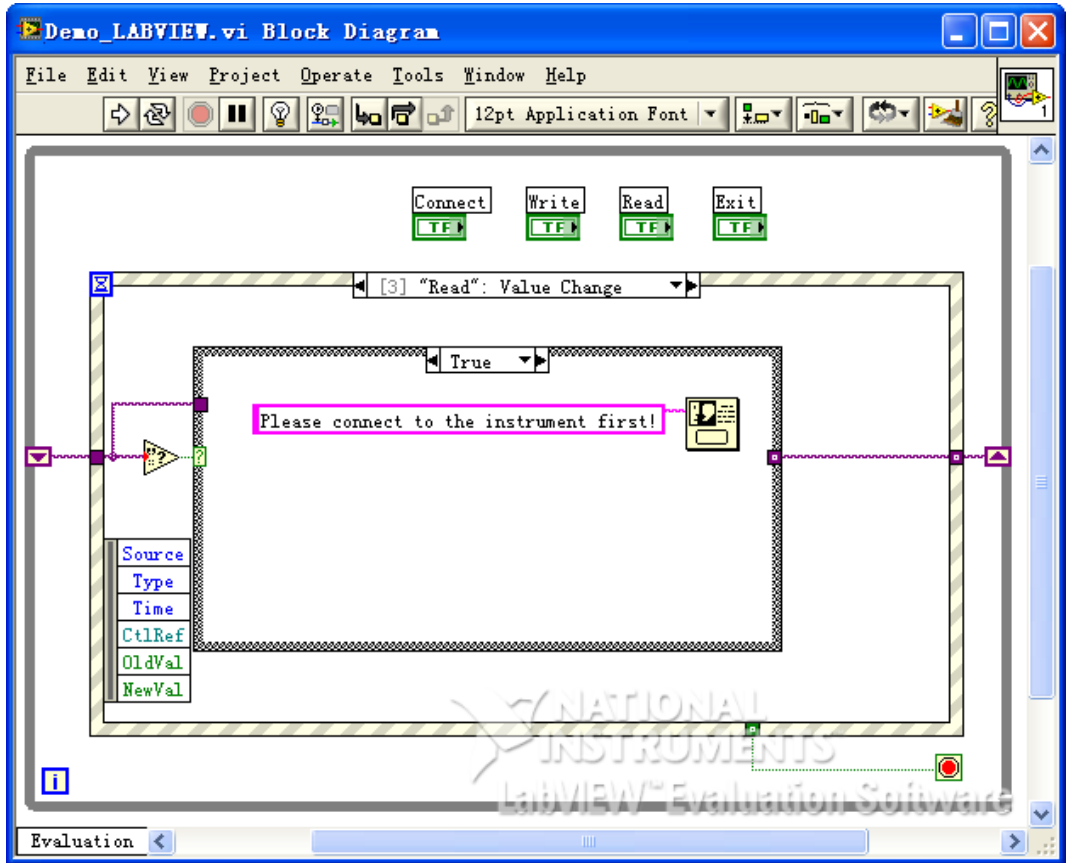 Demo_LABVIEW.vi Block Diagram
File Edit View Project Operate Tools Window Help
12pt Application Font
?
1
Connect Write Read Exit
TF TF TF TF
[3] "Read": Value Change
True
Please connect to the instrument first!
"? ?
Source
Type
Time
CtlRef
OldVal
NewVal
NATIONAL
INSTRUMENTS
LabVIEW™ Evaluation Software
i
Evaluation